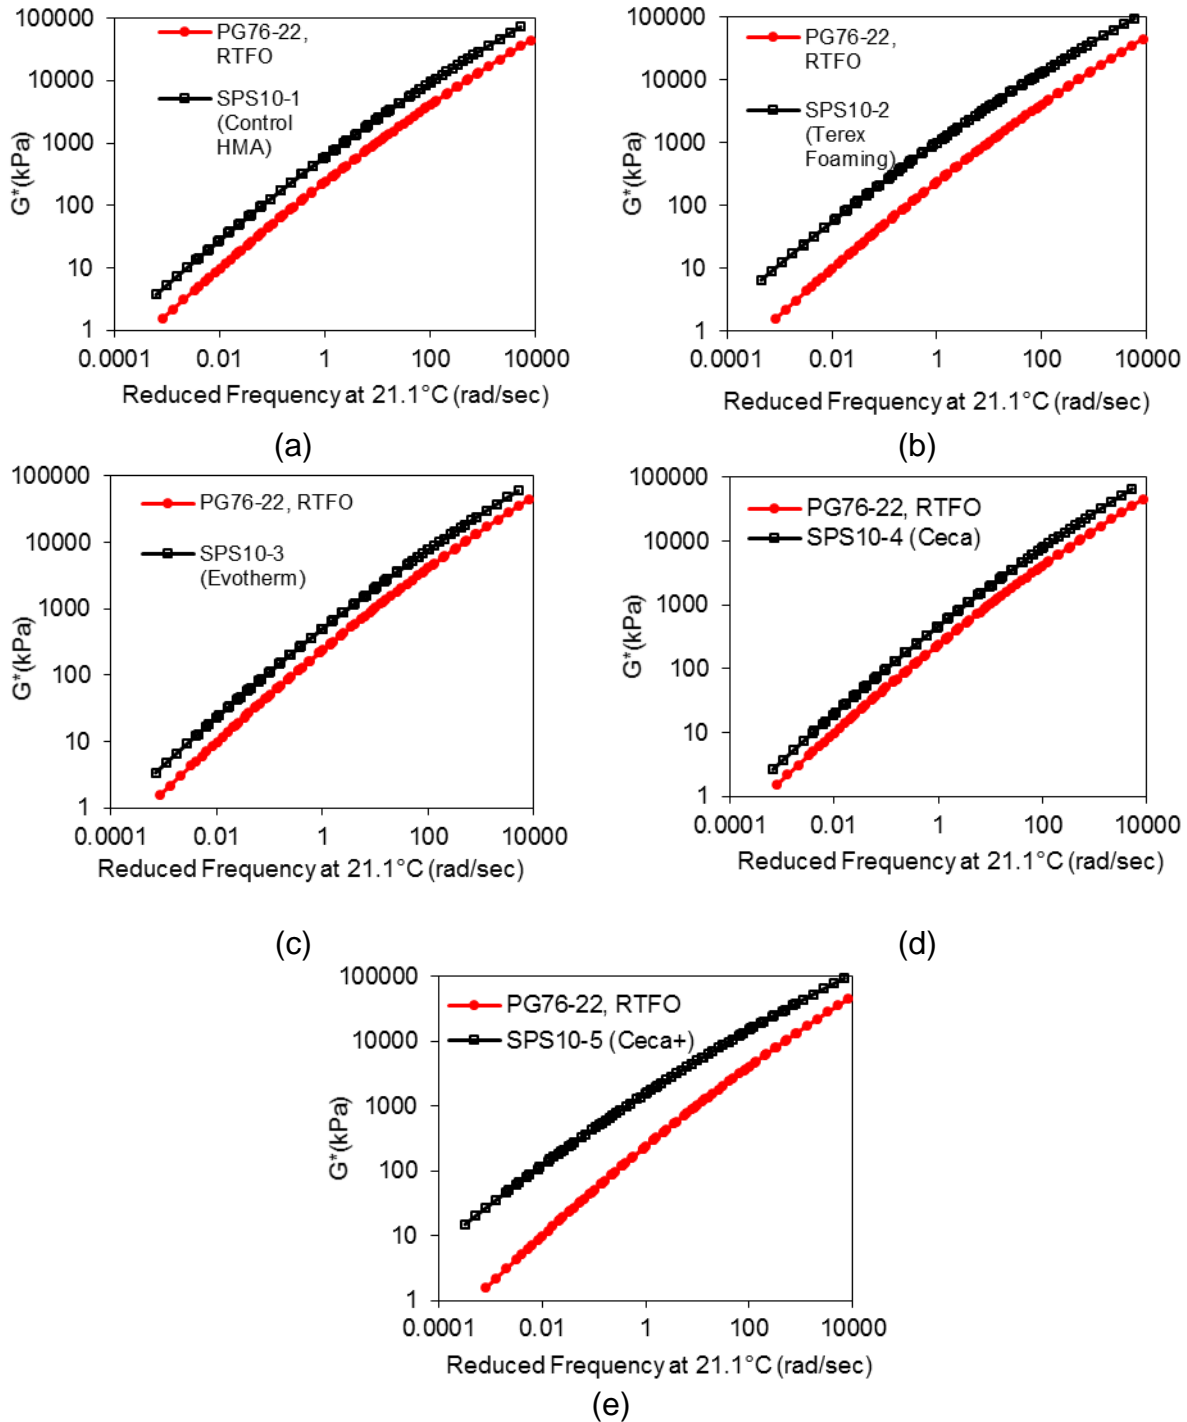 100000
10000
1000
100
10
1
G*(kPa)
PG76-22,
RTFO
SPS10-1
(Control
HMA)
0.0001 0.01 1 100 10000
Reduced Frequency at 21.1°C (rad/sec)
(a)
100000
10000
1000
100
10
1
G*(kPa)
PG76-22,
RTFO
SPS10-2
(Terex
Foaming)
0.0001 0.01 1 100 10000
Reduced Frequency at 21.1°C (rad/sec)
(b)
100000
10000
1000
100
10
1
G*(kPa)
PG76-22, RTFO
SPS10-3
(Evotherm)
0.0001 0.01 1 100 10000
Reduced Frequency at 21.1°C (rad/sec)
(c)
100000
10000
1000
100
10
1
G*(kPa)
PG76-22, RTFO
SPS10-4 (Ceca)
0.0001 0.01 1 100 10000
Reduced Frequency at 21.1°C (rad/sec)
(d)
100000
10000
1000
100
10
1
G*(kPa)
PG76-22, RTFO
SPS10-5 (Ceca+)
0.0001 0.01 1 100 10000
Reduced Frequency at 21.1°C (rad/sec)
(e)